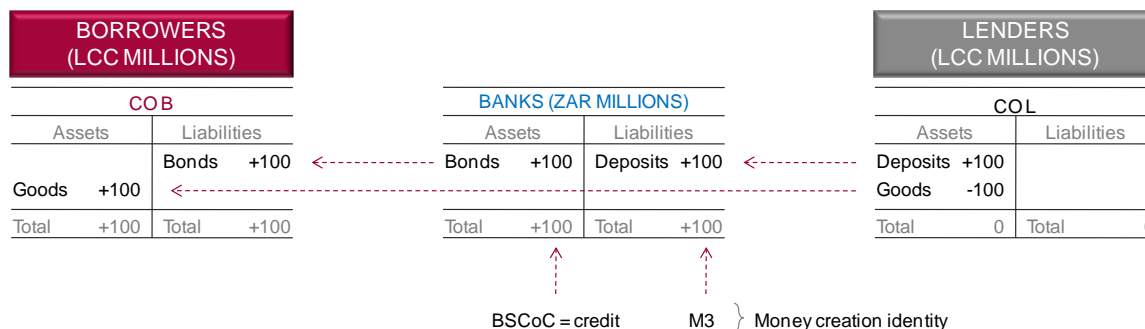 BORROWERS
(LCC MILLIONS)
LENDERS
(LCC MILLIONS)
COB
BANKS (ZAR MILLIONS)
COL
Assets Liabilities
Assets Liabilities
Assets Liabilities
Bonds +100
Bonds +100 Deposits +100
Deposits +100
Goods +100
Goods -100
Total +100 Total +100
Total +100 Total +100
Total 0 Total
BSCoC = credit M3 } Money creation identity